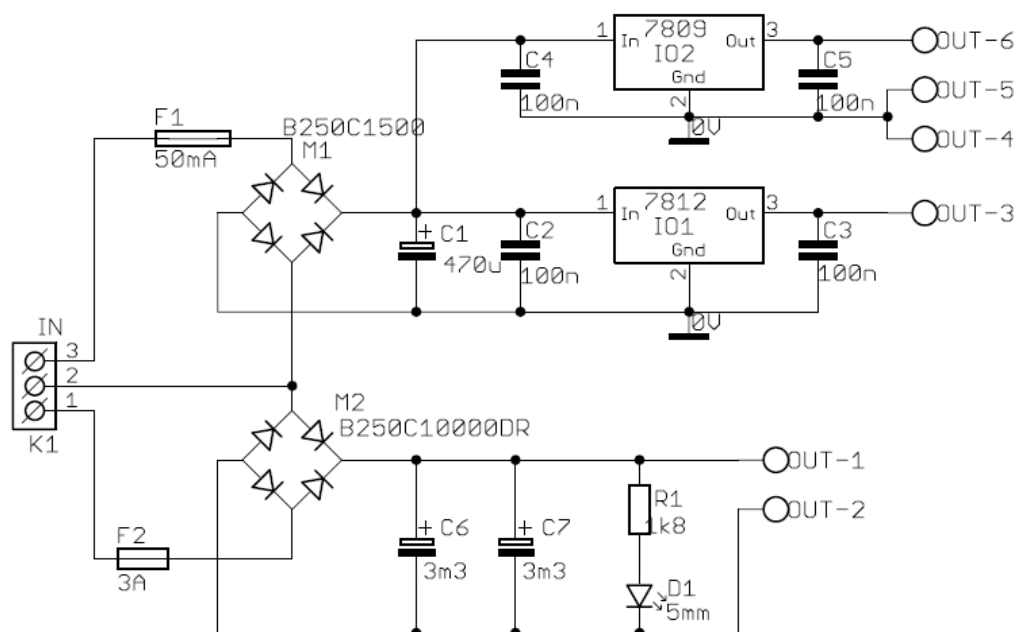 1
7809
3
In
Out
IO2
Gnd
2
C4
100n
C5
100n
0V
OUT-6
OUT-5
OUT-4
F1
50mA
B250C1500
M1
1
7812
3
In
Out
IO1
Gnd
2
OUT-3
+
C1
470u
C2
100n
C3
100n
0V
IN
3
2
1
K1
M2
B250C10000DR
OUT-1
OUT-2
R1
1k8
F2
3A
+
C6
3m3
+
C7
3m3
D1
5mm